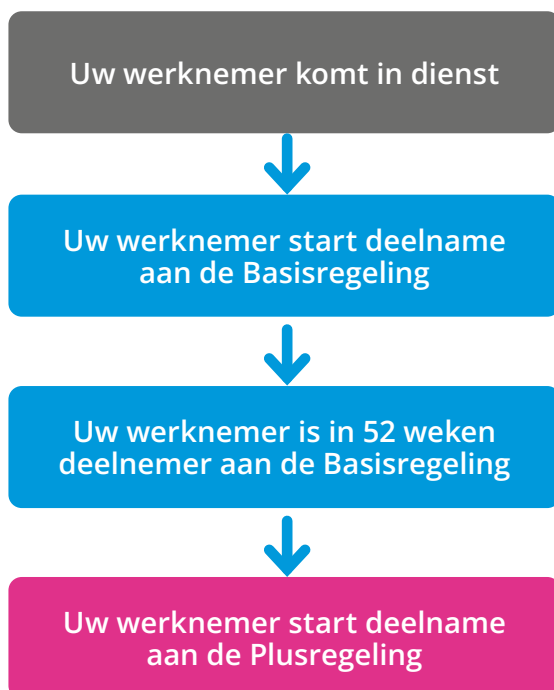 Uw werknemer komt in dienst
Uw werknemer start deelname
aan de Basisregeling
Uw werknemer is in 52 weken
deelnemer aan de Basisregeling
Uw werknemer start deelname
aan de Plusregeling